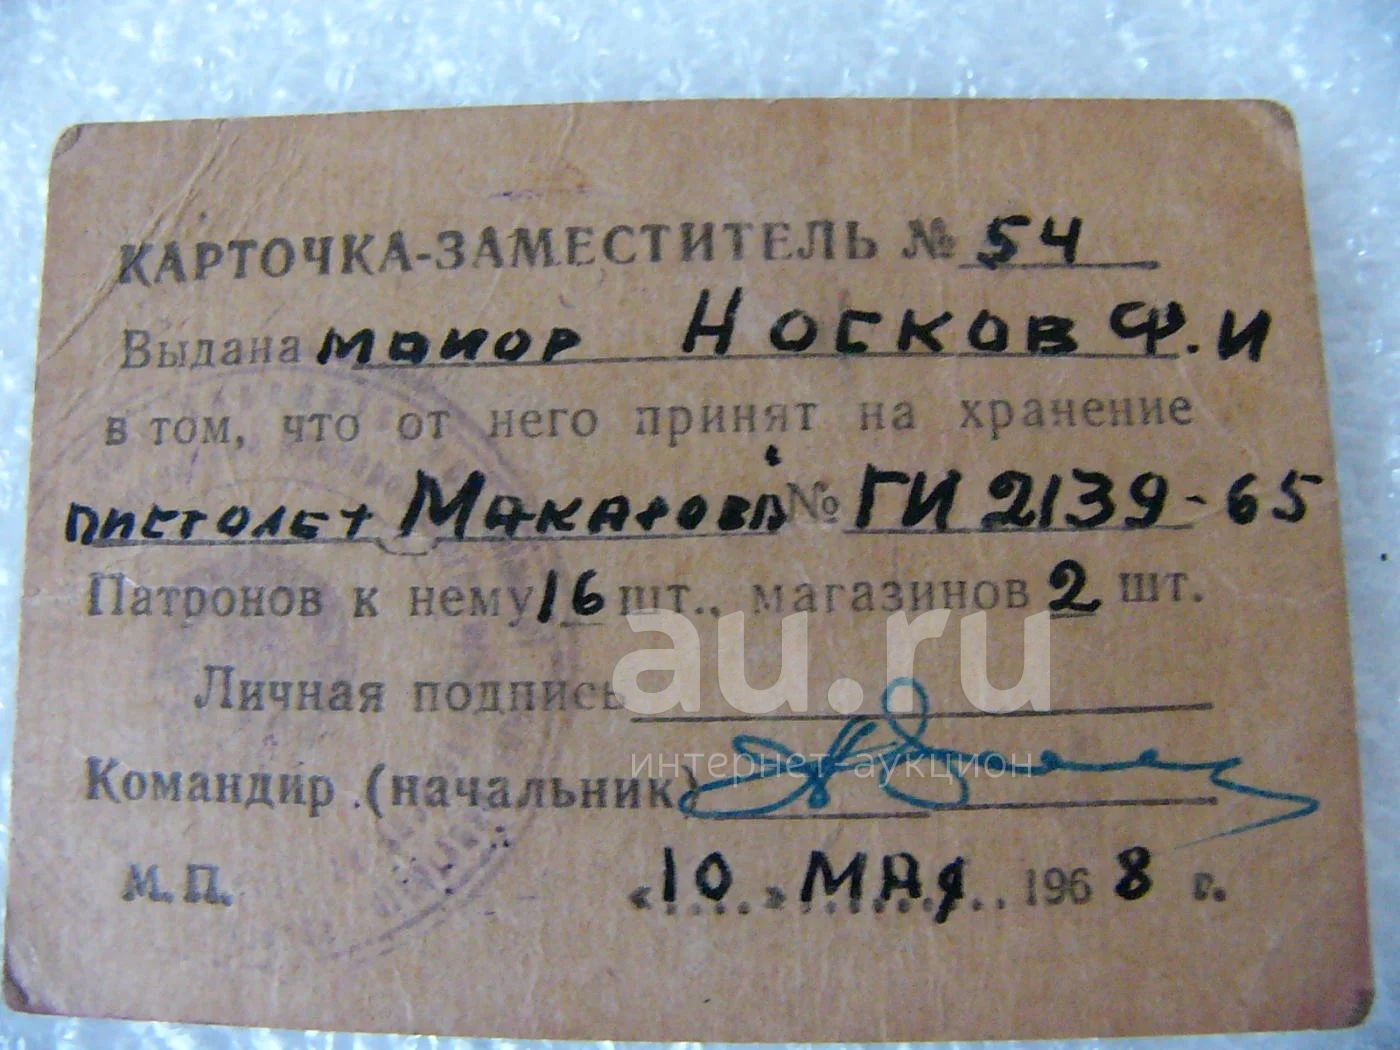 КАРТОЧКА-ЗАМЕСТИТЕЛЬ № 54
Выдана майор Носков Ф.И
в том, что от него принят на хранение
пистолет Макарова № ГИ 2139-65
Патронов к нему 16 шт., магазинов 2 шт.
au.ru
Личная подпись
интернет-аукцион
Командир (начальник)
М. П. «10» мая 1968 г.